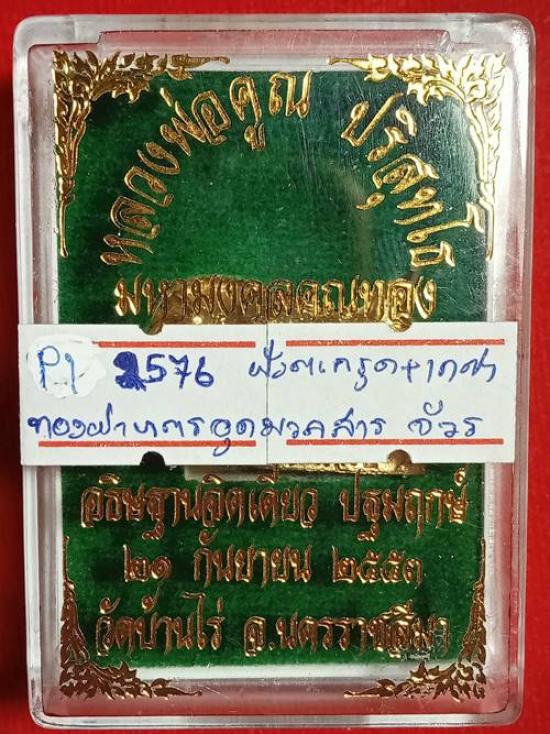 หลวงพ่อคูณ ปริสุทโธ
มหามงคลคูณทอง
P1 2576 ฝังตะกรุด+เกศา
ทองฝาบาตรอุดมวลสาร จีวร
อธิษฐานจิตเดี่ยว ปฐมฤกษ์
๒๑ กันยายน ๒๕๕๓
วัดบ้านไร่ จ.นครราชสีมา